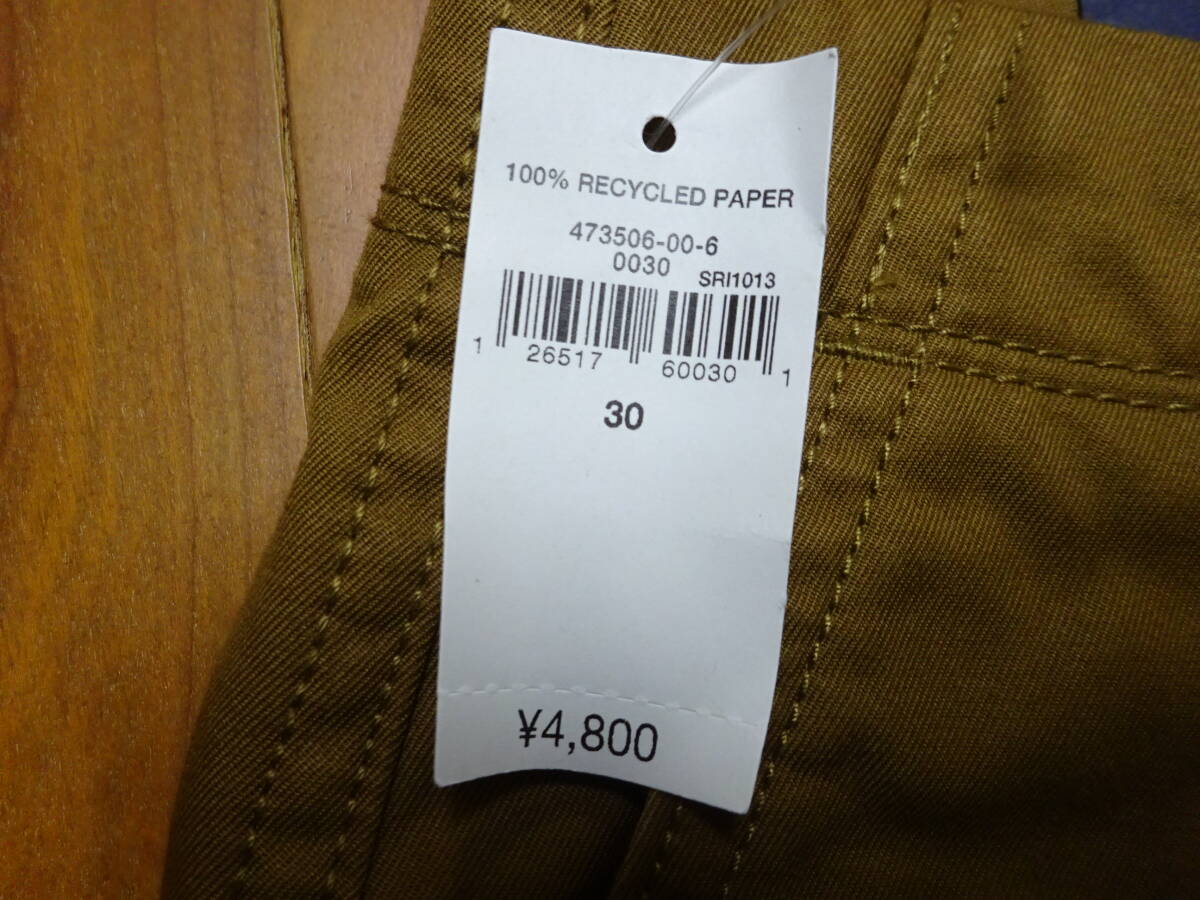 100% RECYCLED PAPER
473506-00-6
0030 SRI1013
1 26517 60030 1
30
¥4,800